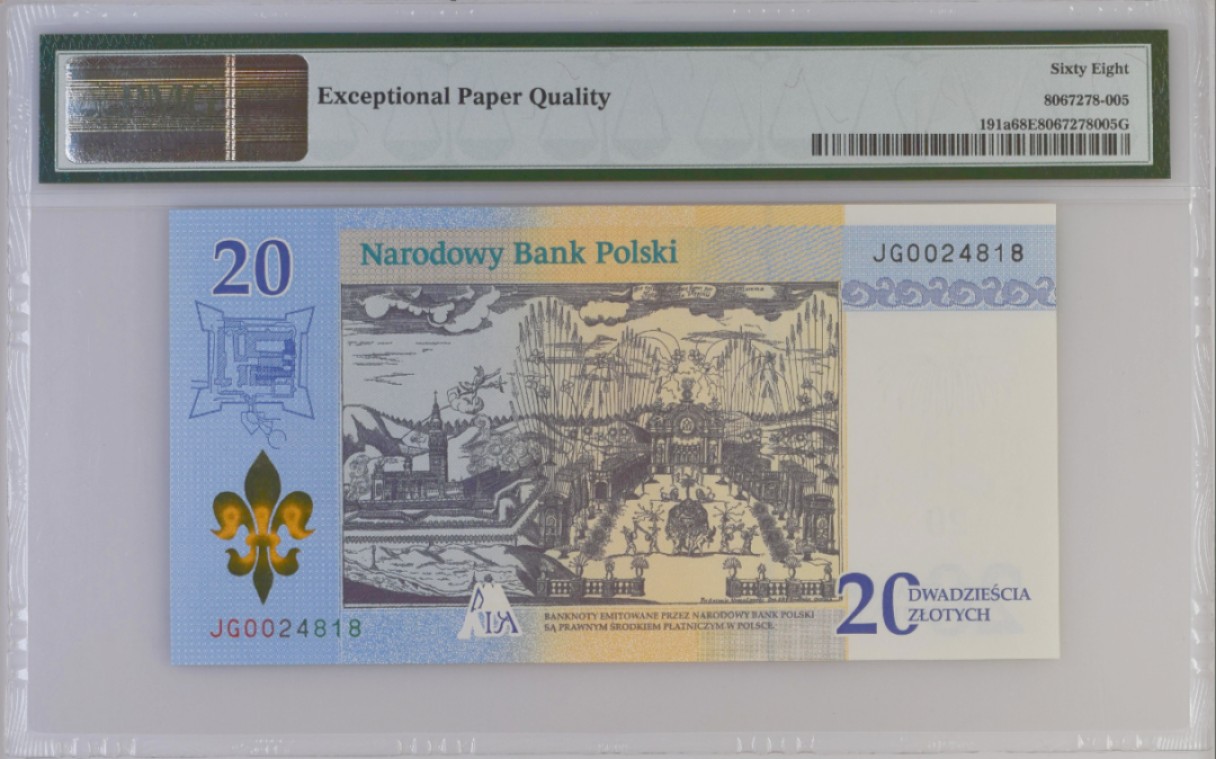 Exceptional Paper Quality
Sixty Eight
8067278-005
191a68E8067278005G
20
Narodowy Bank Polski
JG0024818
JG0024818
BANKNOTY EMITOWANE PRZEZ NARODOWY BANK POLSKI
SĄ PRAWNYM ŚRODKIEM PŁATNICZYM W POLSCE.
20 DWADZIEŚCIA
ZŁOTYCH